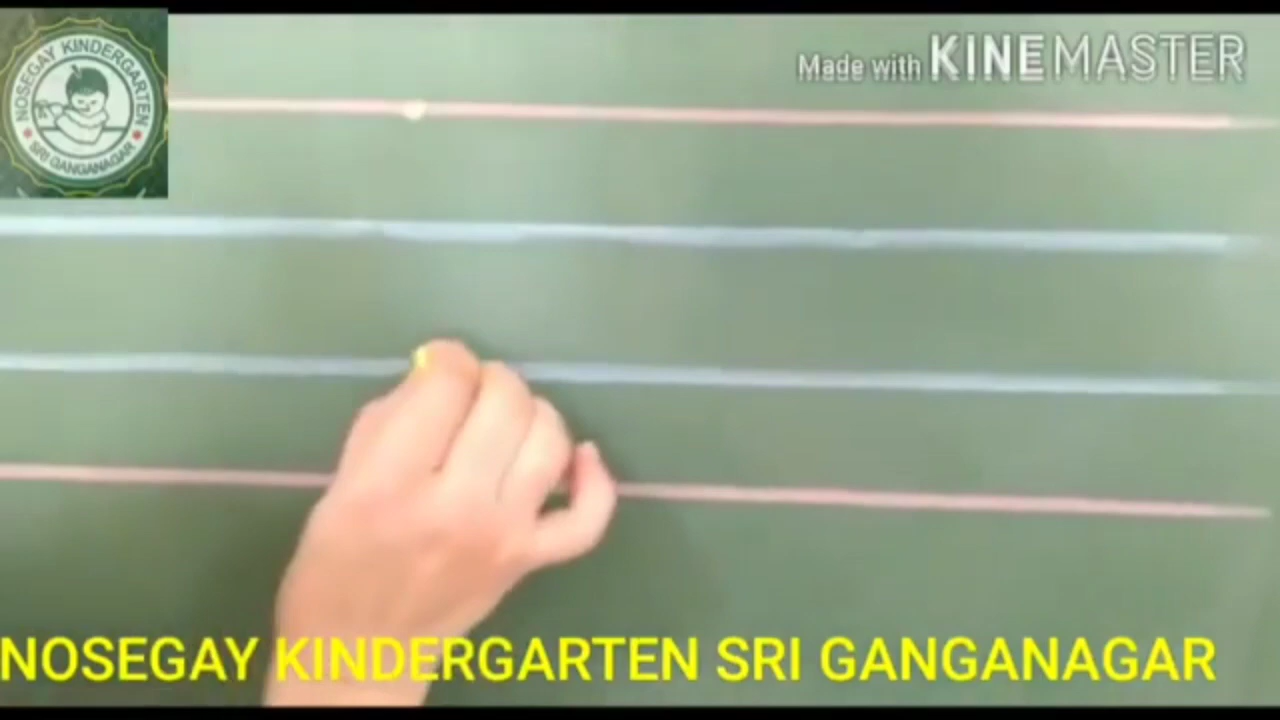 NOSEGAY KINDERGARTEN
SRI GANGANAGAR
Made with KINEMASTER
NOSEGAY KINDERGARTEN SRI GANGANAGAR